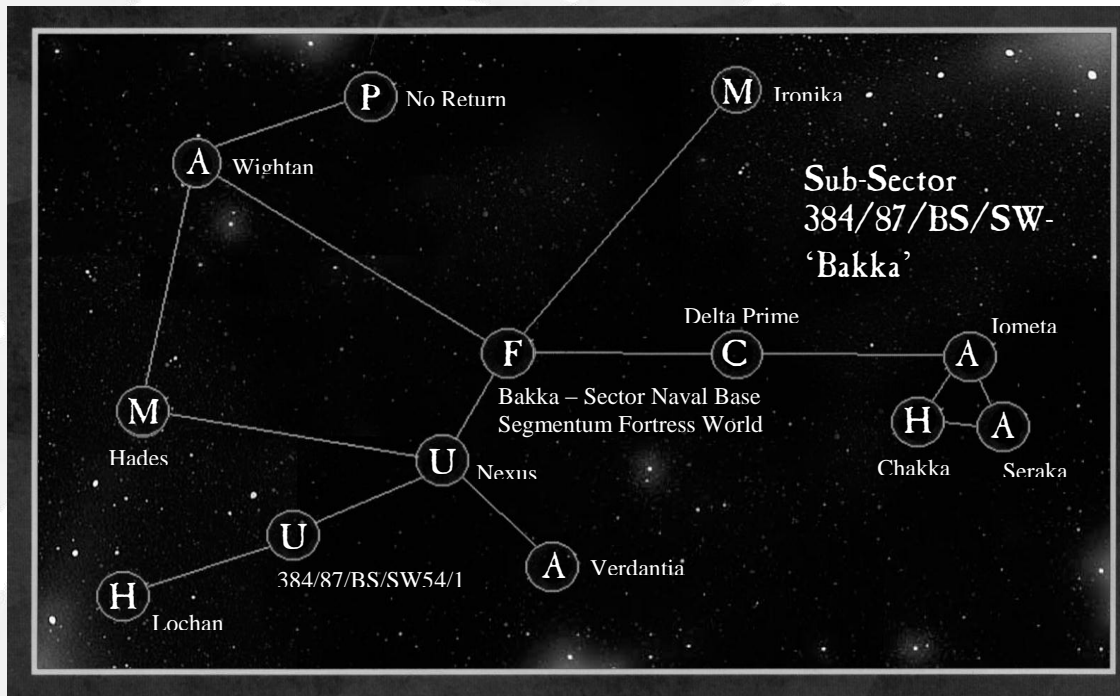 P
No Return
M
Ironika
A
Wightan
Sub-Sector
384/87/BS/SW-
‘Bakka’
Delta Prime
Iometa
F
C
A
Bakka – Sector Naval Base
Segmentum Fortress World
M
Hades
H
A
Chakka
Seraka
U
Nexus
U
384/87/BS/SW54/1
A
Verdantia
H
Lochan